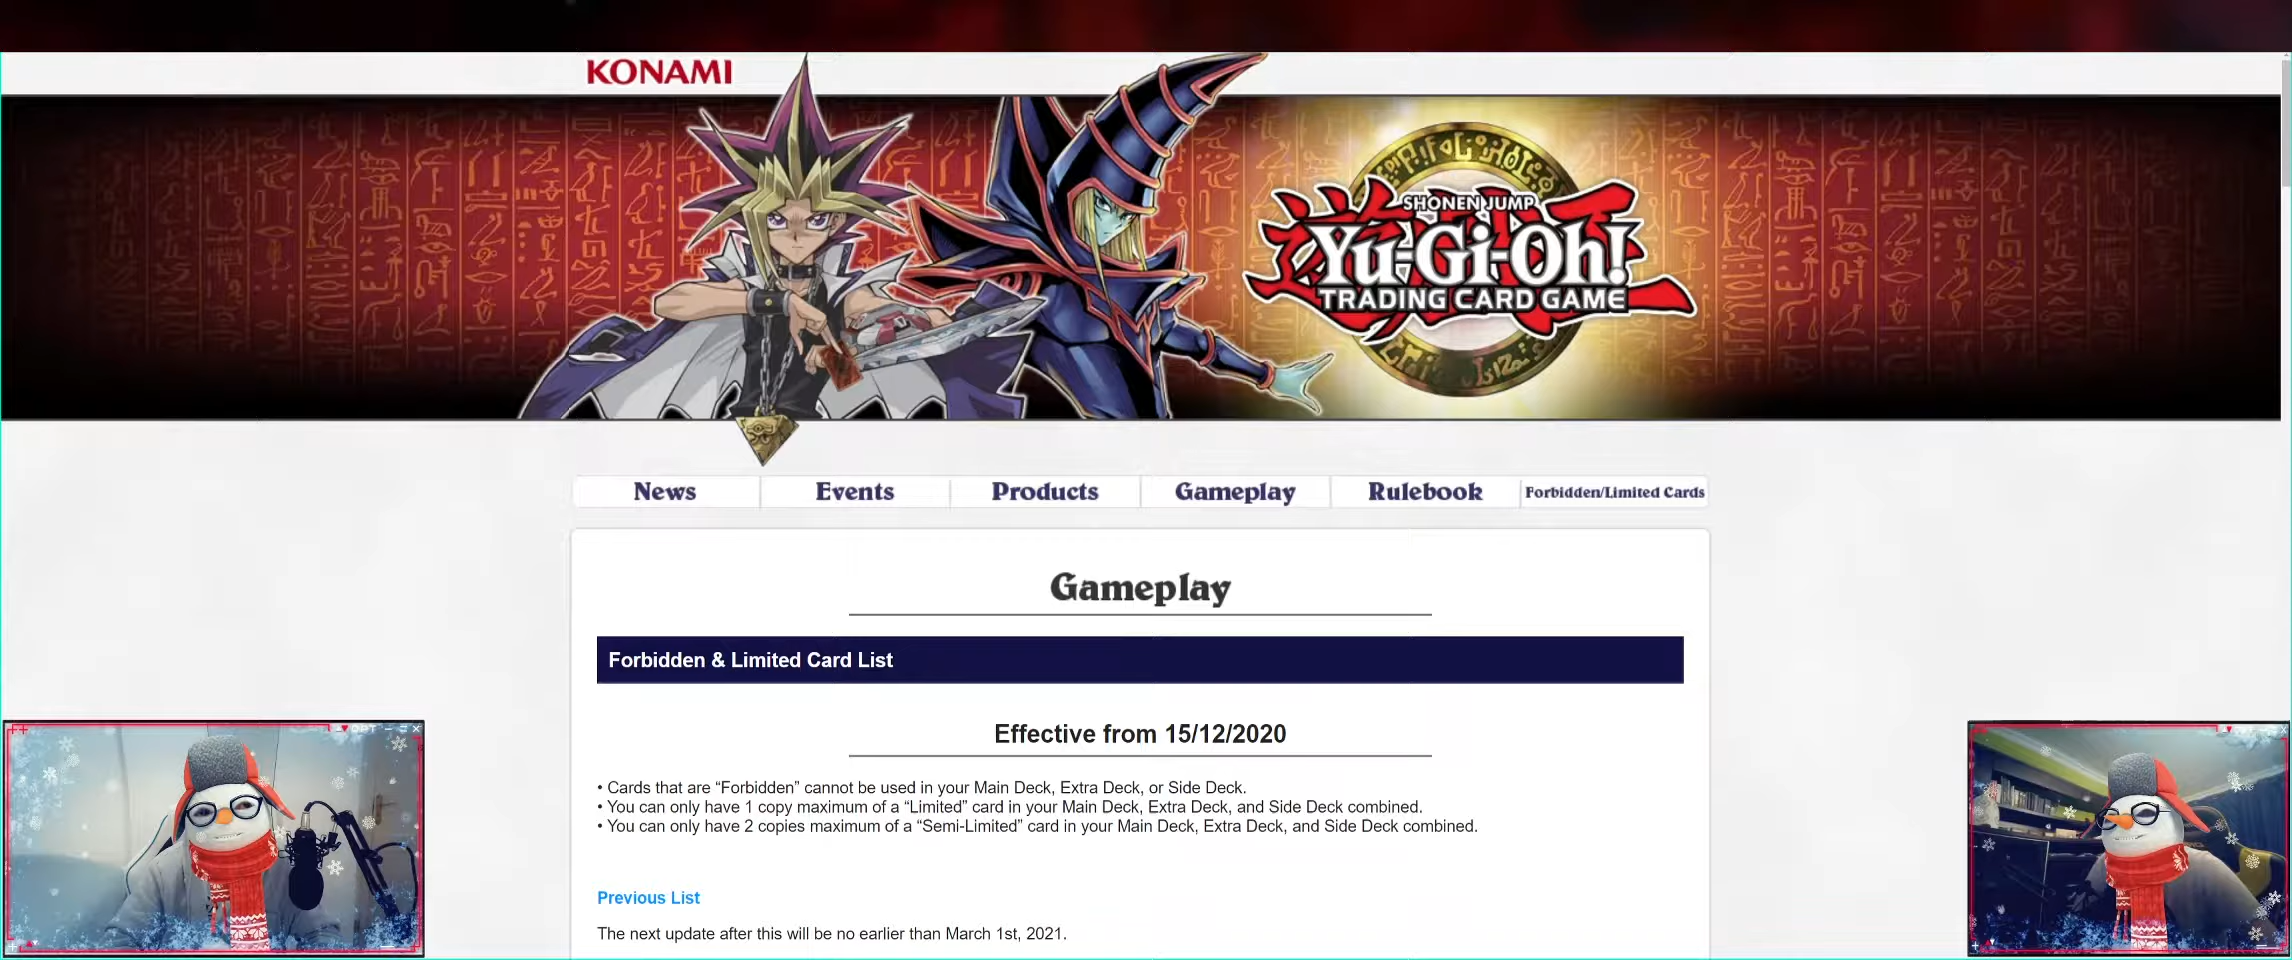 KONAMI
SHONEN JUMP
Yu-Gi-Oh!
TRADING CARD GAME
News
Events
Products
Gameplay
Rulebook
Forbidden/Limited Cards
Gameplay
Forbidden & Limited Card List
Effective from 15/12/2020
• Cards that are “Forbidden” cannot be used in your Main Deck, Extra Deck, or Side Deck.
• You can only have 1 copy maximum of a “Limited” card in your Main Deck, Extra Deck, and Side Deck combined.
• You can only have 2 copies maximum of a “Semi-Limited” card in your Main Deck, Extra Deck, and Side Deck combined.
Previous List
The next update after this will be no earlier than March 1st, 2021.